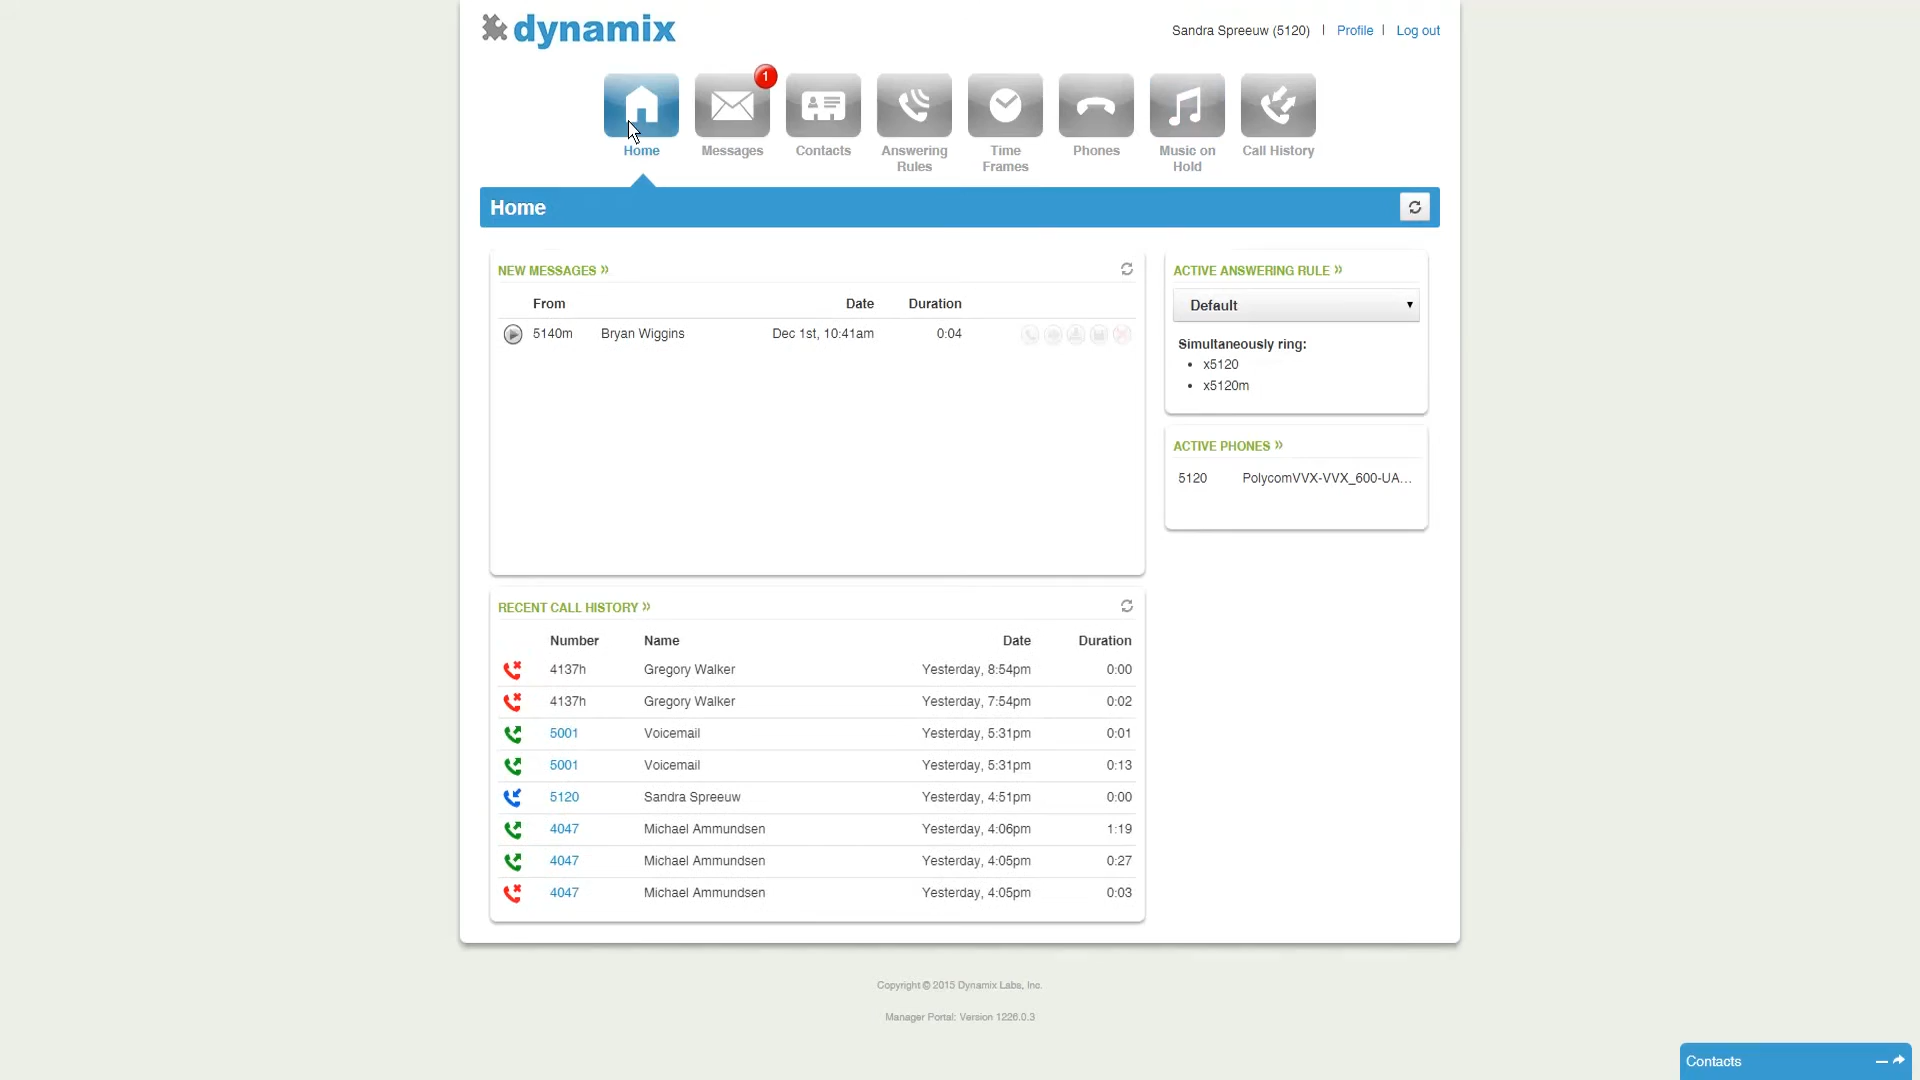 dynamix
Sandra Spreeuw (5120) | Profile | Log out
1
Home
Messages
Contacts
Answering
Rules
Time
Frames
Phones
Music on
Hold
Call History
Home
NEW MESSAGES »
From Date Duration
5140m Bryan Wiggins Dec 1st, 10:41am 0:04
ACTIVE ANSWERING RULE »
Default
Simultaneously ring:
• x5120
• x5120m
ACTIVE PHONES »
5120 PolycomVVX-VVX_600-UA...
RECENT CALL HISTORY »
Number Name Date Duration
4137h Gregory Walker Yesterday, 8:54pm 0:00
4137h Gregory Walker Yesterday, 7:54pm 0:02
5001 Voicemail Yesterday, 5:31pm 0:01
5001 Voicemail Yesterday, 5:31pm 0:13
5120 Sandra Spreeuw Yesterday, 4:51pm 0:00
4047 Michael Ammundsen Yesterday, 4:06pm 1:19
4047 Michael Ammundsen Yesterday, 4:05pm 0:27
4047 Michael Ammundsen Yesterday, 4:05pm 0:03
Copyright © 2015 Dynamix Labs, Inc.
Manager Portal: Version 1226.0.3
Contacts